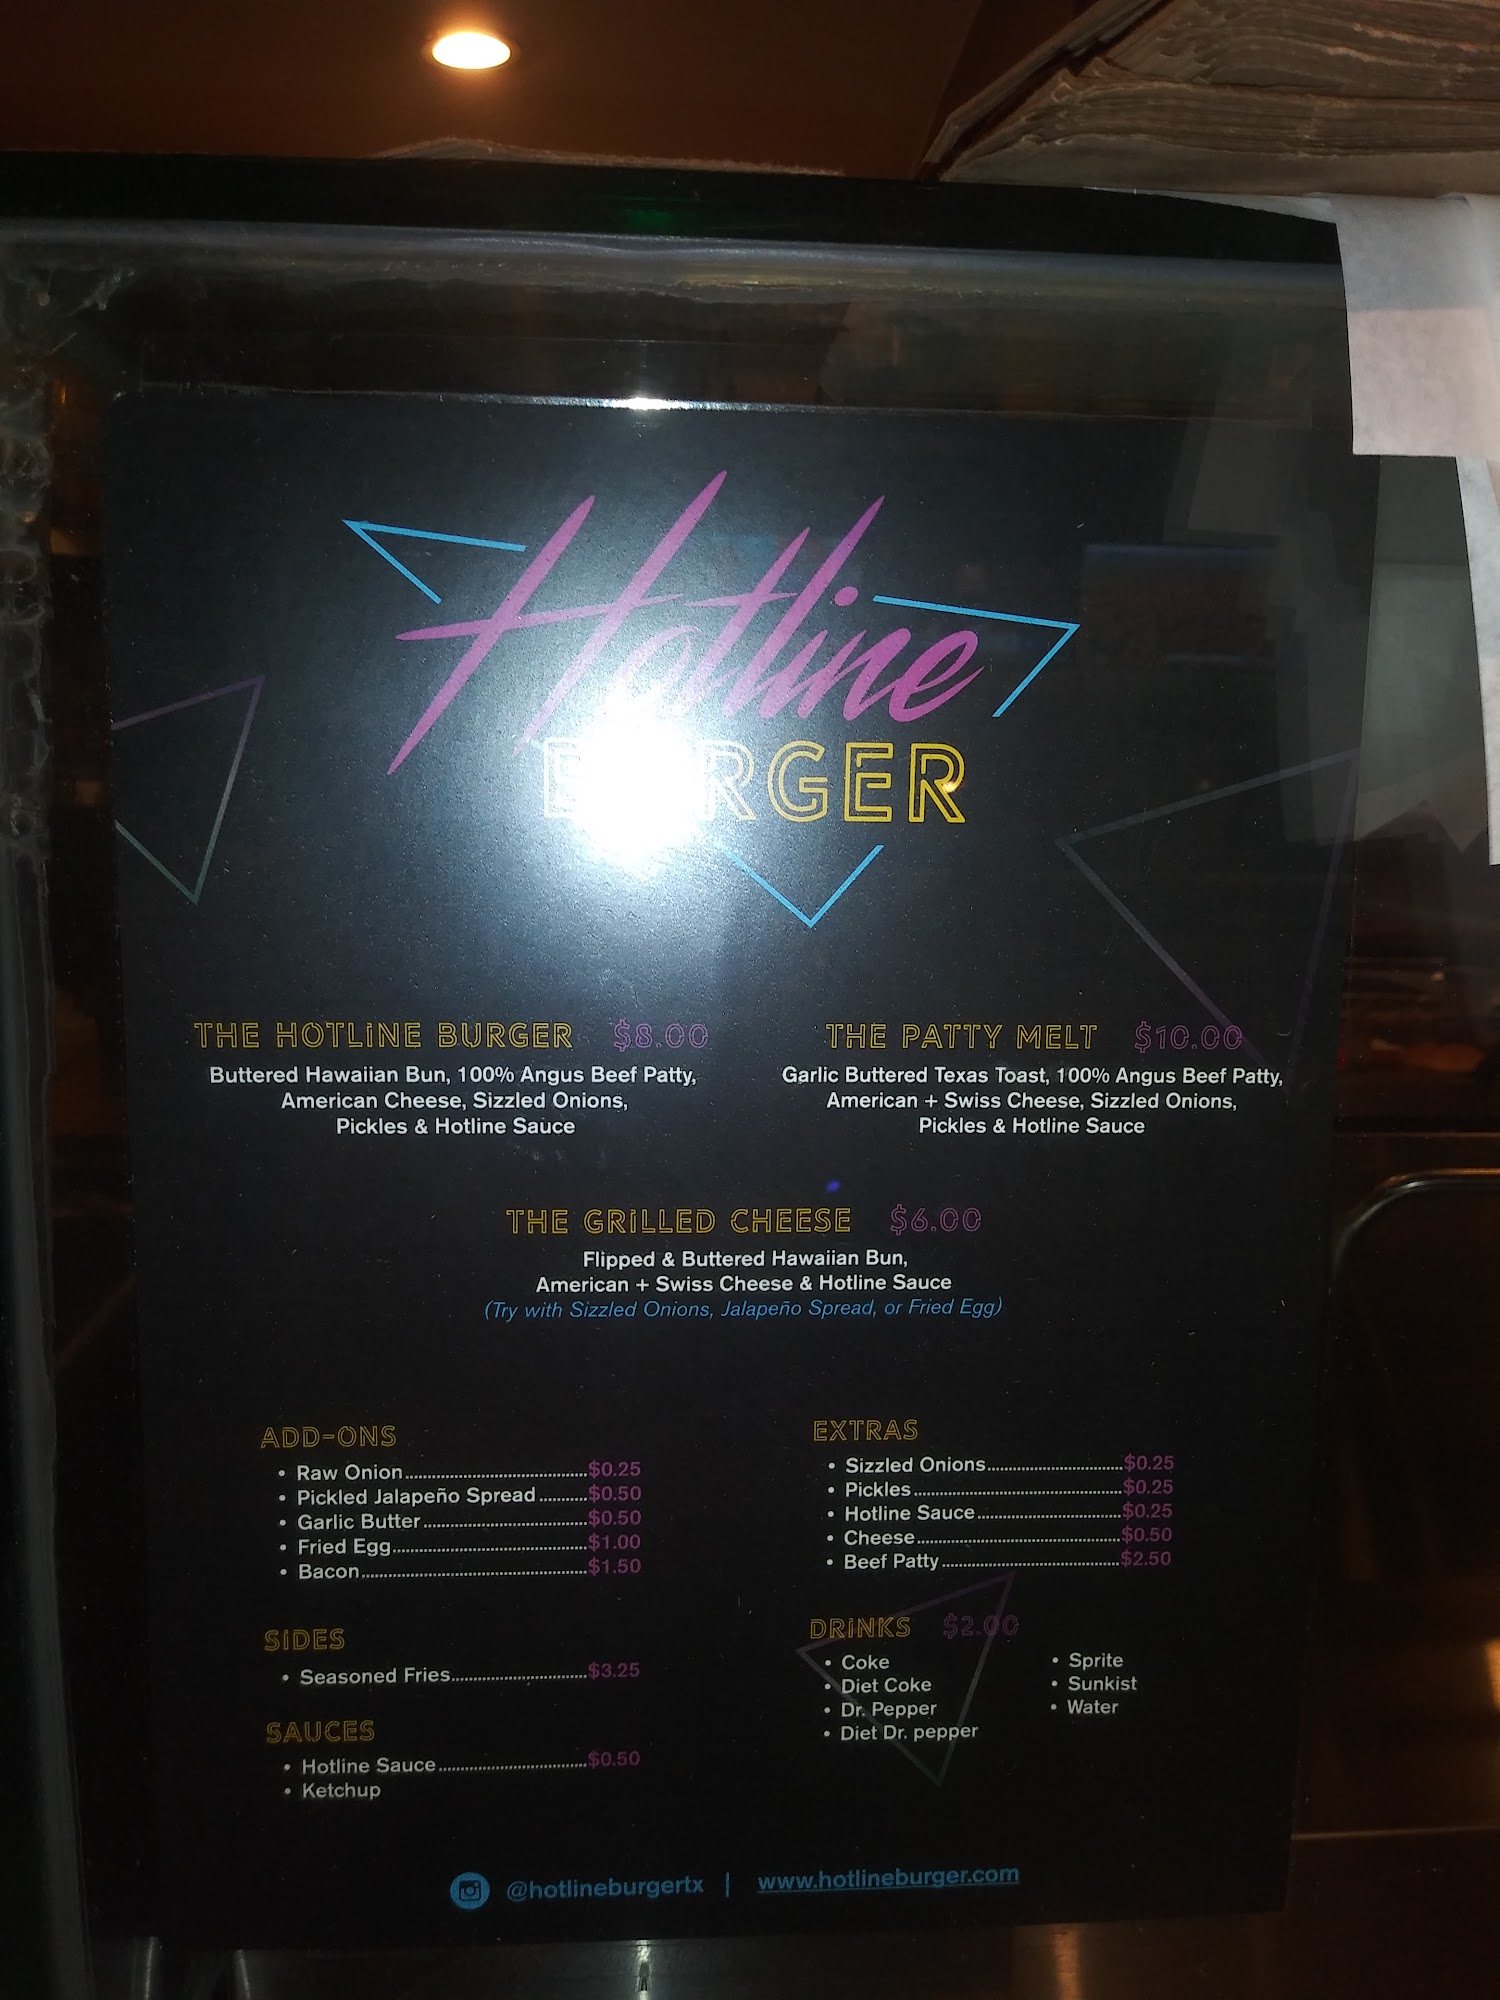 Hotline
BURGER
THE HOTLINE BURGER $8.00
Buttered Hawaiian Bun, 100% Angus Beef Patty,
American Cheese, Sizzled Onions,
Pickles & Hotline Sauce
THE PATTY MELT $10.00
Garlic Buttered Texas Toast, 100% Angus Beef Patty,
American + Swiss Cheese, Sizzled Onions,
Pickles & Hotline Sauce
THE GRILLED CHEESE $6.00
Flipped & Buttered Hawaiian Bun,
American + Swiss Cheese & Hotline Sauce
(Try with Sizzled Onions, Jalapeño Spread, or Fried Egg)
ADD-ONS
• Raw Onion $0.25
• Pickled Jalapeño Spread $0.50
• Garlic Butter $0.50
• Fried Egg $1.00
• Bacon $1.50
SIDES
• Seasoned Fries $3.25
SAUCES
• Hotline Sauce $0.50
• Ketchup
EXTRAS
• Sizzled Onions $0.25
• Pickles $0.25
• Hotline Sauce $0.25
• Cheese $0.50
• Beef Patty $2.50
DRINKS $2.00
• Coke
• Diet Coke
• Dr. Pepper
• Diet Dr. pepper
• Sprite
• Sunkist
• Water
@hotlineburgertx | www.hotlineburger.com